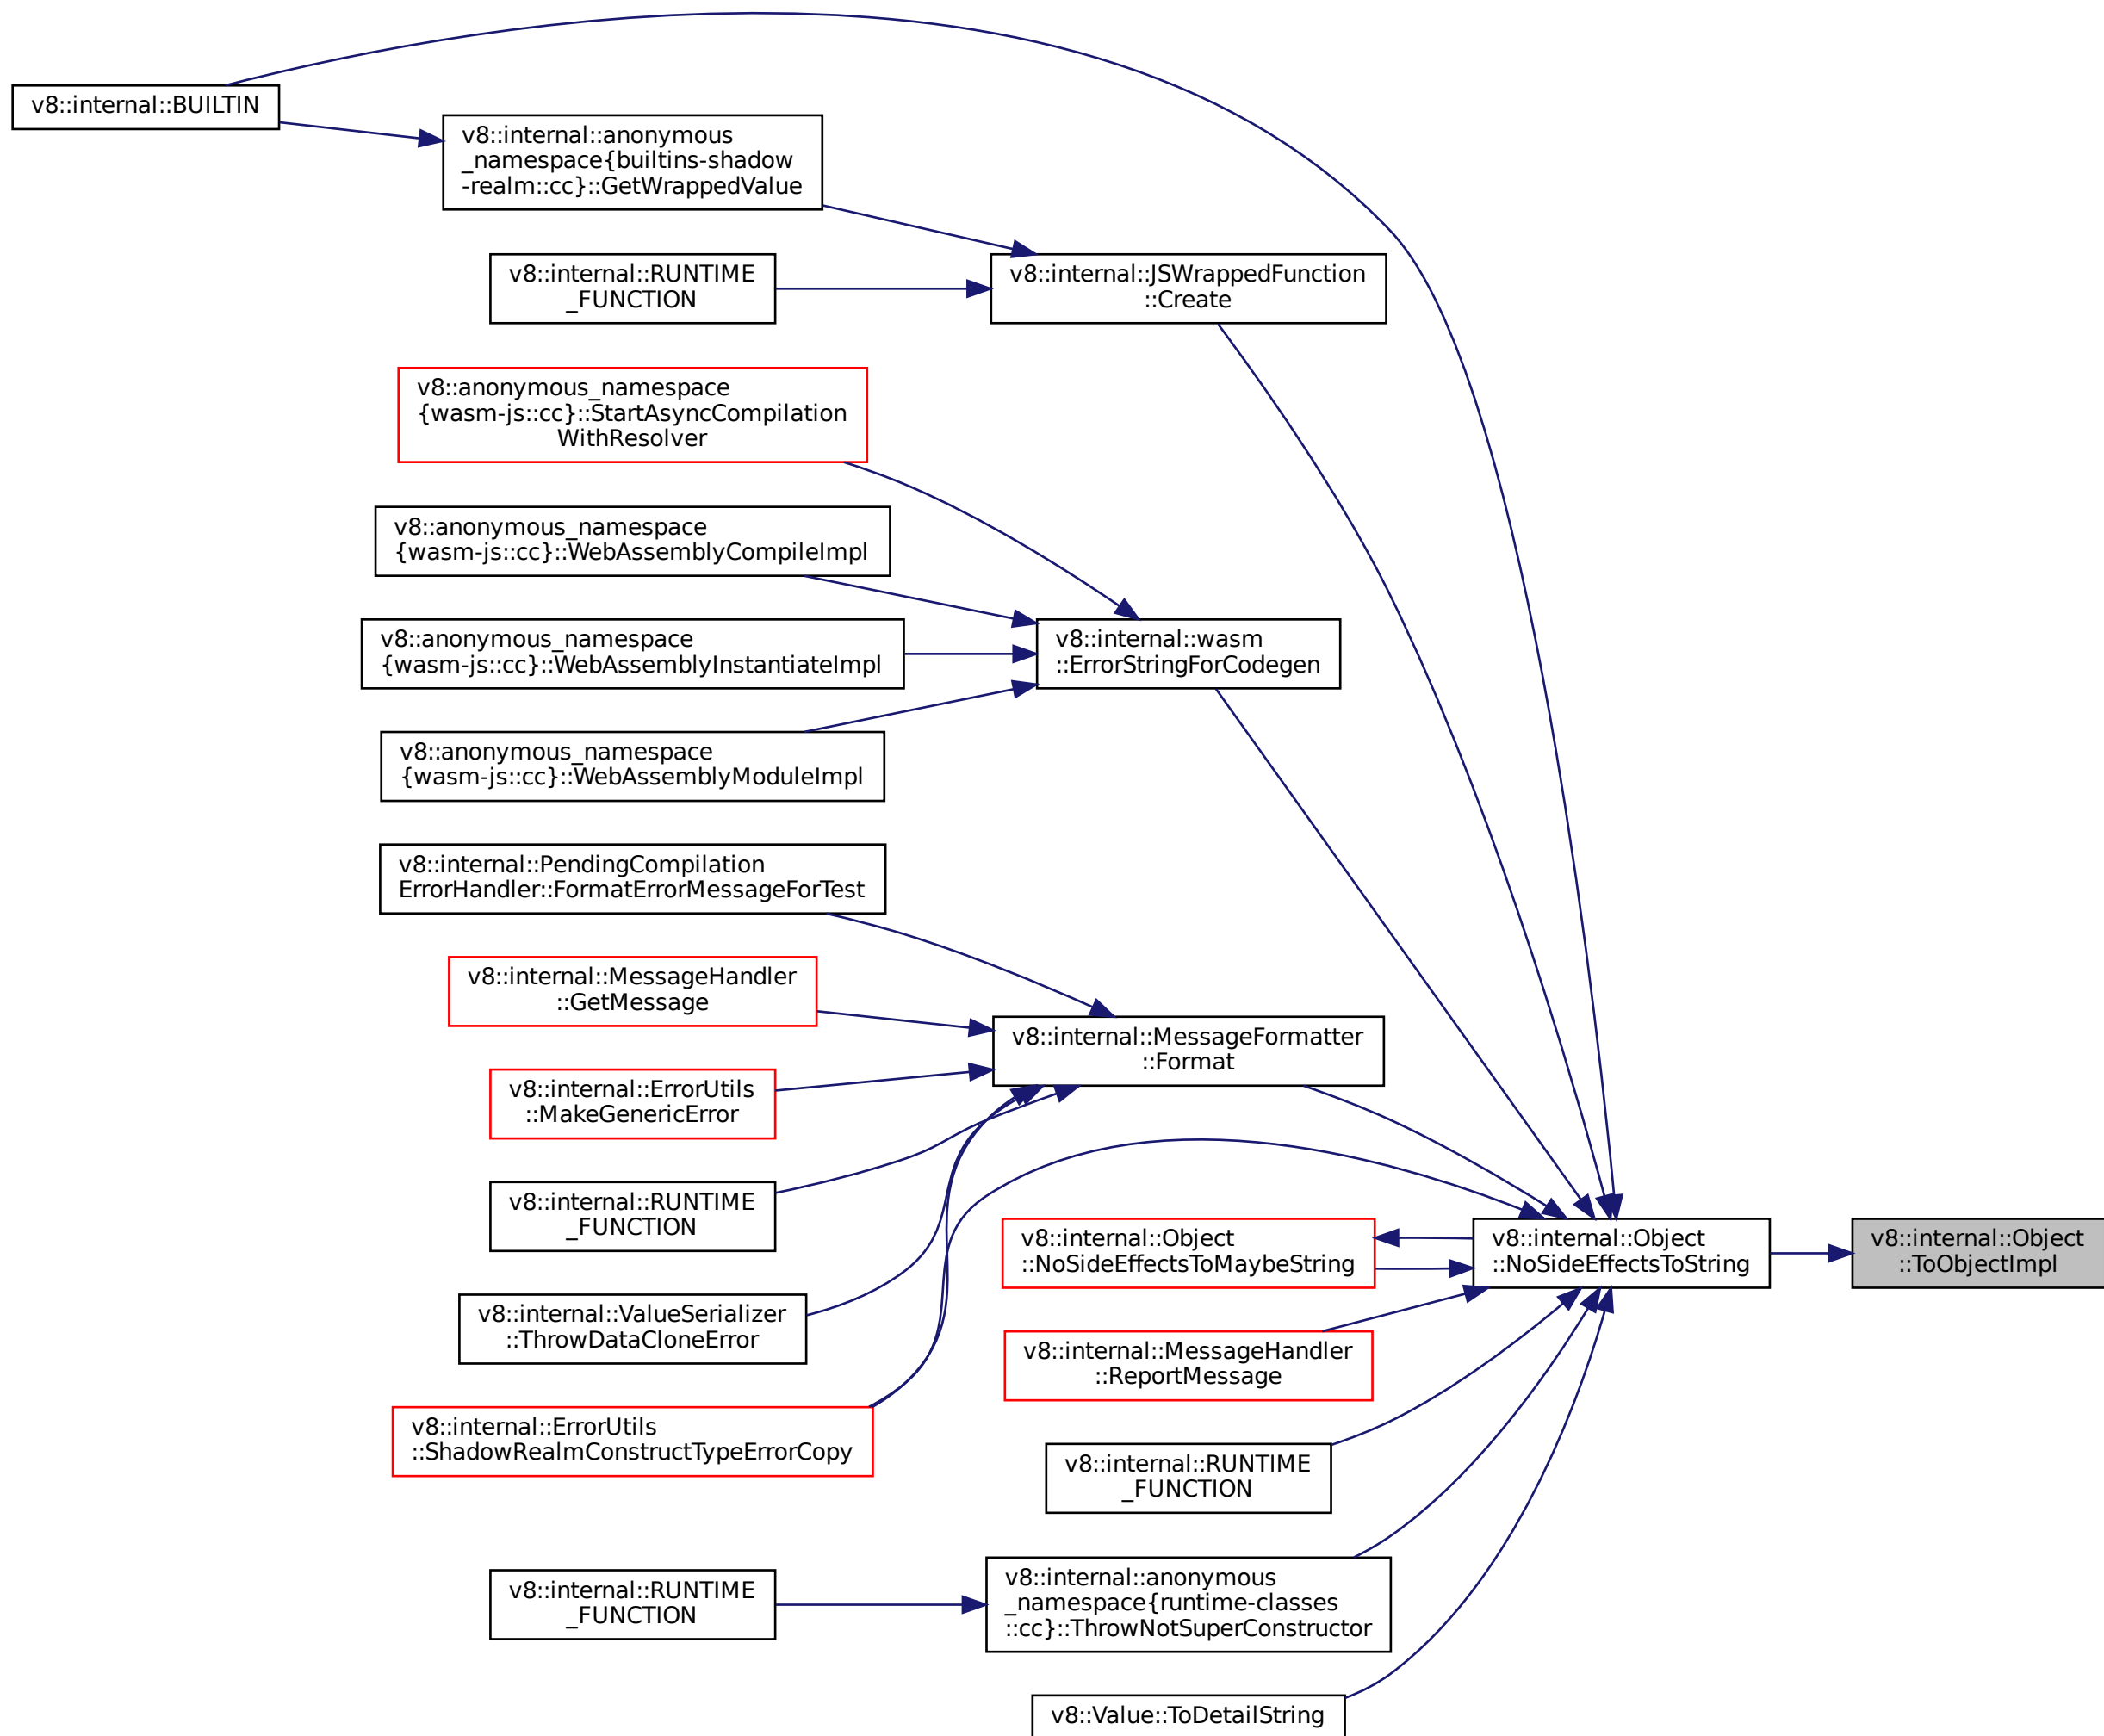 v8::internal::BUILTIN
v8::internal::anonymous
_namespace{builtins-shadow
-realm::cc}::GetWrappedValue
v8::internal::RUNTIME
_FUNCTION
v8::internal::JSWrappedFunction
::Create
v8::anonymous_namespace
{wasm-js::cc}::StartAsyncCompilation
WithResolver
v8::anonymous_namespace
{wasm-js::cc}::WebAssemblyCompileImpl
v8::anonymous_namespace
{wasm-js::cc}::WebAssemblyInstantiateImpl
v8::internal::wasm
::ErrorStringForCodegen
v8::anonymous_namespace
{wasm-js::cc}::WebAssemblyModuleImpl
v8::internal::PendingCompilation
ErrorHandler::FormatErrorMessageForTest
v8::internal::MessageHandler
::GetMessage
v8::internal::MessageFormatter
::Format
v8::internal::ErrorUtils
::MakeGenericError
v8::internal::RUNTIME
_FUNCTION
v8::internal::Object
::NoSideEffectsToMaybeString
v8::internal::Object
::NoSideEffectsToString
v8::internal::Object
::ToObjectImpl
v8::internal::ValueSerializer
::ThrowDataCloneError
v8::internal::MessageHandler
::ReportMessage
v8::internal::ErrorUtils
::ShadowRealmConstructTypeErrorCopy
v8::internal::RUNTIME
_FUNCTION
v8::internal::RUNTIME
_FUNCTION
v8::internal::anonymous
_namespace{runtime-classes
::cc}::ThrowNotSuperConstructor
v8::Value::ToDetailString